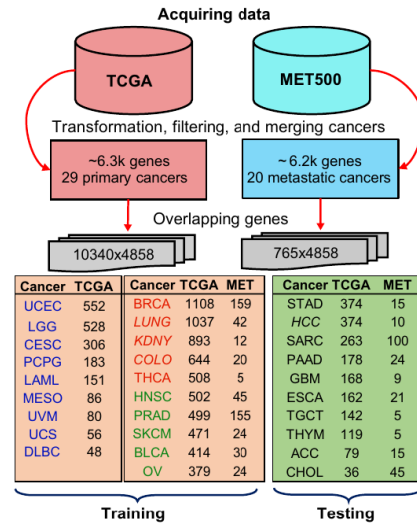 Acquiring data
TCGA
MET500
Transformation, filtering, and merging cancers
~6.3k genes
29 primary cancers
~6.2k genes
20 metastatic cancers
Overlapping genes
10340x4858
765x4858
Cancer TCGA
UCEC 552
LGG 528
CESC 306
PCPG 183
LAML 151
MESO 86
UVM 80
UCS 56
DLBC 48
Cancer TCGA MET
BRCA 1108 159
LUNG 1037 42
KDNY 893 12
COLO 644 20
THCA 508 5
HNSC 502 45
PRAD 499 155
SKCM 471 24
BLCA 414 30
OV 379 24
Cancer TCGA MET
STAD 374 15
HCC 374 10
SARC 263 100
PAAD 178 24
GBM 168 9
ESCA 162 21
TGCT 142 5
THYM 119 5
ACC 79 15
CHOL 36 45
Training
Testing